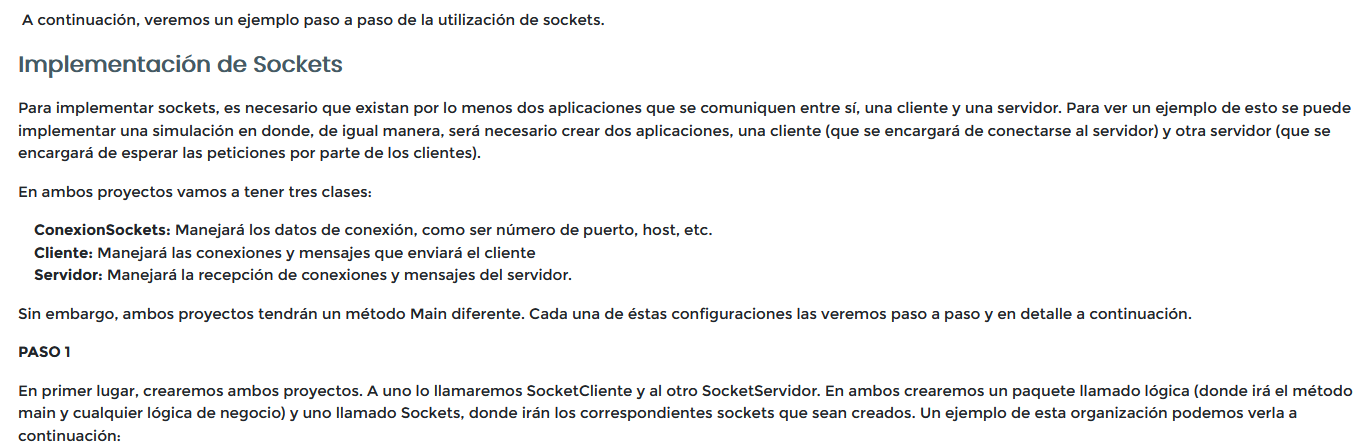 A continuación, veremos un ejemplo paso a paso de la utilización de sockets.
Implementación de Sockets
Para implementar sockets, es necesario que existan por lo menos dos aplicaciones que se comuniquen entre sí, una cliente y una servidor. Para ver un ejemplo de esto se puede
implementar una simulación en donde, de igual manera, será necesario crear dos aplicaciones, una cliente (que se encargará de conectarse al servidor) y otra servidor (que se
encargará de esperar las peticiones por parte de los clientes).
En ambos proyectos vamos a tener tres clases:
ConexionSockets: Manejará los datos de conexión, como ser número de puerto, host, etc.
Cliente: Manejará las conexiones y mensajes que enviará el cliente
Servidor: Manejará la recepción de conexiones y mensajes del servidor.
Sin embargo, ambos proyectos tendrán un método Main diferente. Cada una de éstas configuraciones las veremos paso a paso y en detalle a continuación.
PASO 1
En primer lugar, crearemos ambos proyectos. A uno lo llamaremos SocketCliente y al otro SocketServidor. En ambos crearemos un paquete llamado lógica (donde irá el método
main y cualquier lógica de negocio) y uno llamado Sockets, donde irán los correspondientes sockets que sean creados. Un ejemplo de esta organización podemos verla a
continuación: